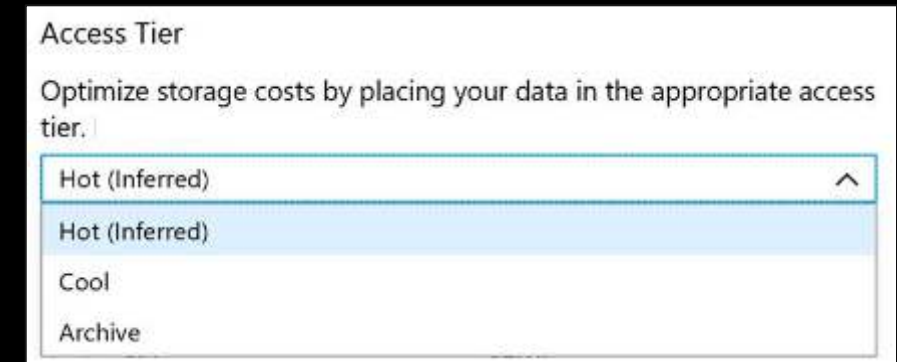 Access Tier
Optimize storage costs by placing your data in the appropriate access
tier.
Hot (Inferred)
Hot (Inferred)
Cool
Archive